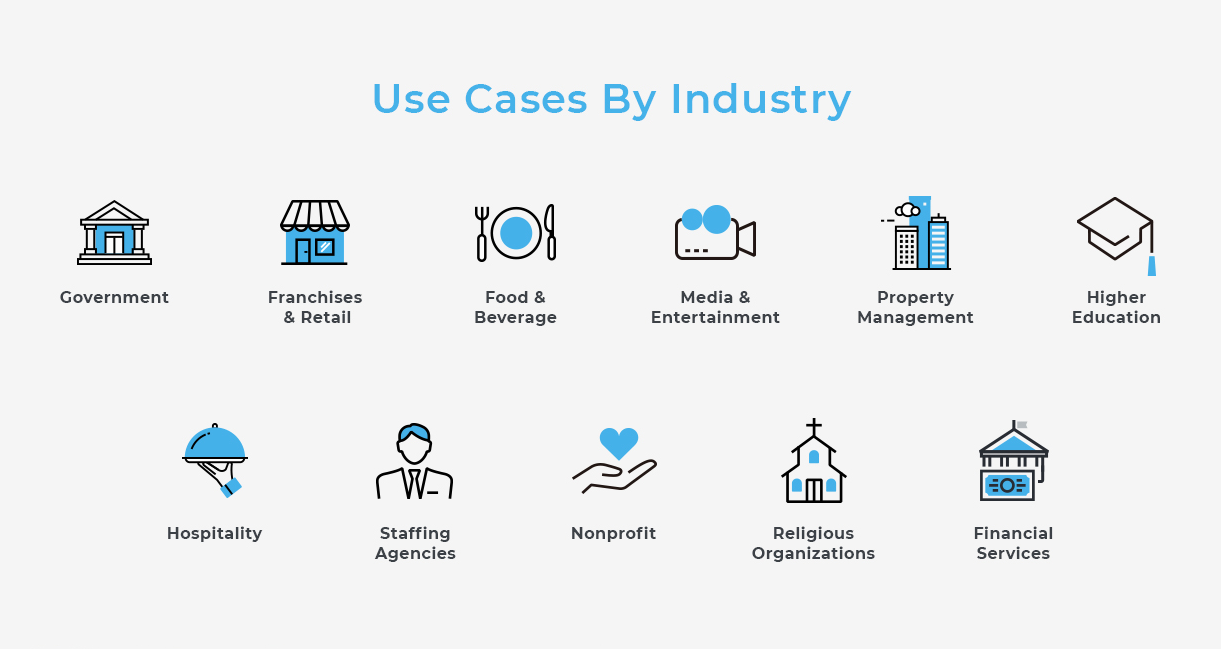 Use Cases By Industry
Government
Franchises
& Retail
Food &
Beverage
Media &
Entertainment
Property
Management
Higher
Education
Hospitality
Staffing
Agencies
Nonprofit
Religious
Organizations
Financial
Services